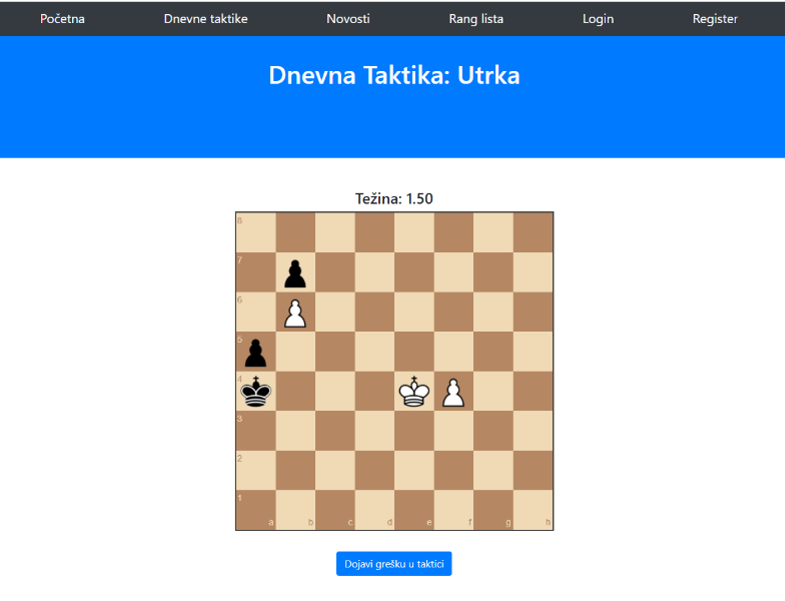 Početna Dnevne taktike Novosti Rang lista Login Register
Dnevna Taktika: Utrka
Težina: 1.50
8
7
6
5
4
3
2
1
a b c d e f g h
Dojavi grešku u taktici